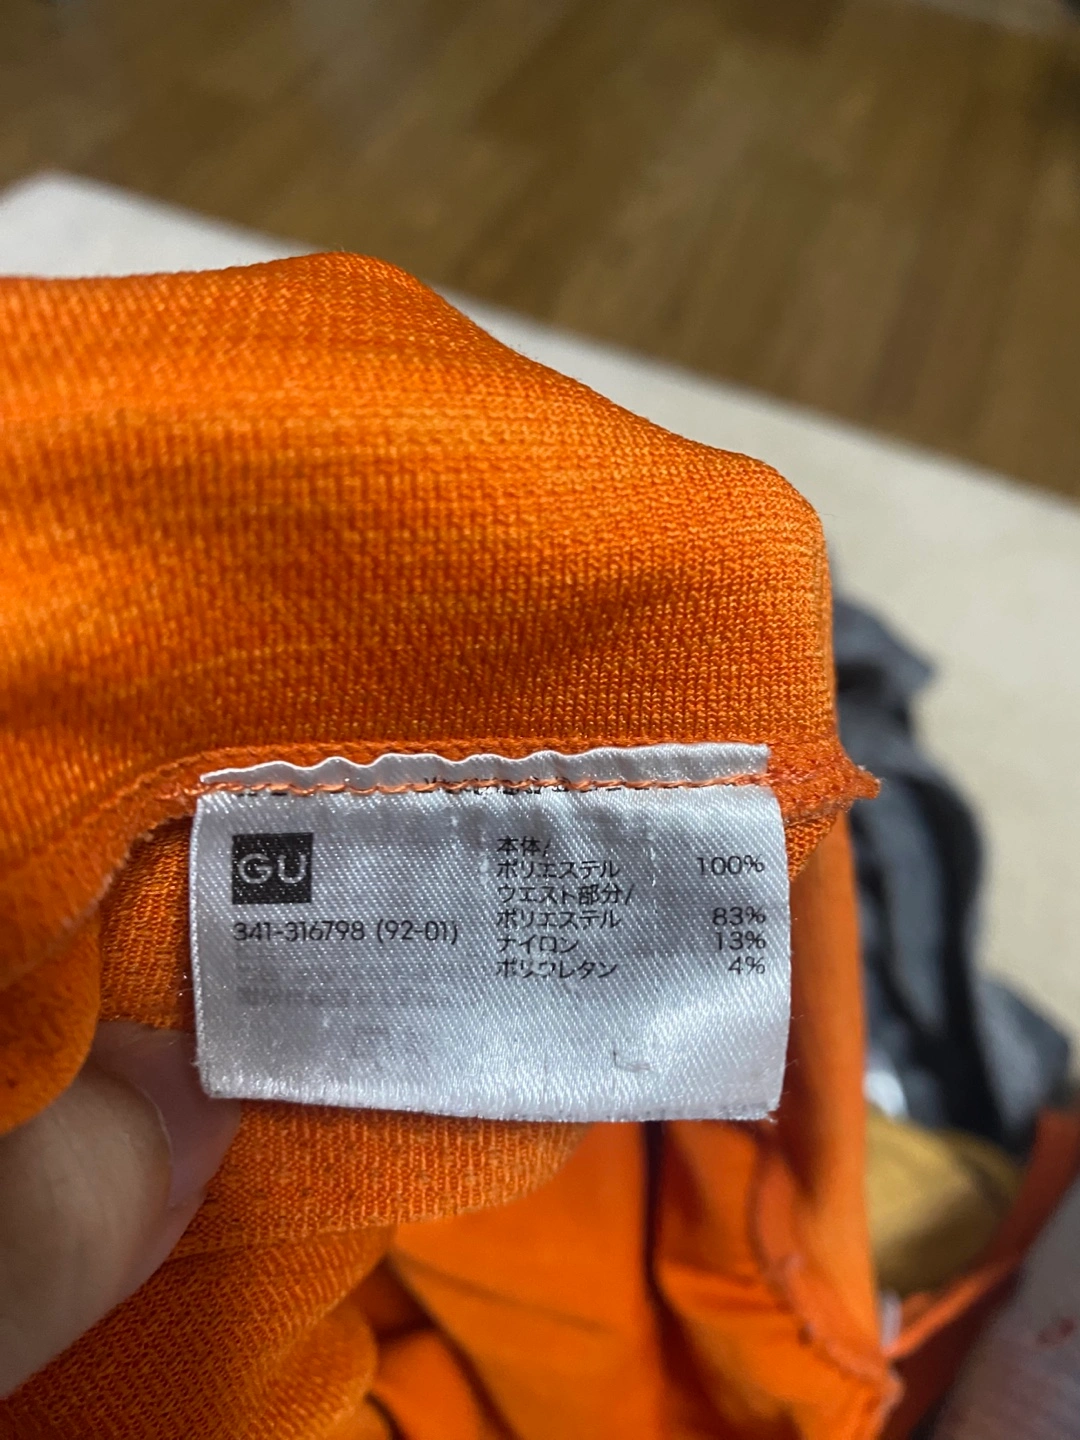 GU
341-316798 (92-01)
本体/
ポリエステル 100%
ウエスト部分/
ポリエステル 83%
ナイロン 13%
ポリウレタン 4%